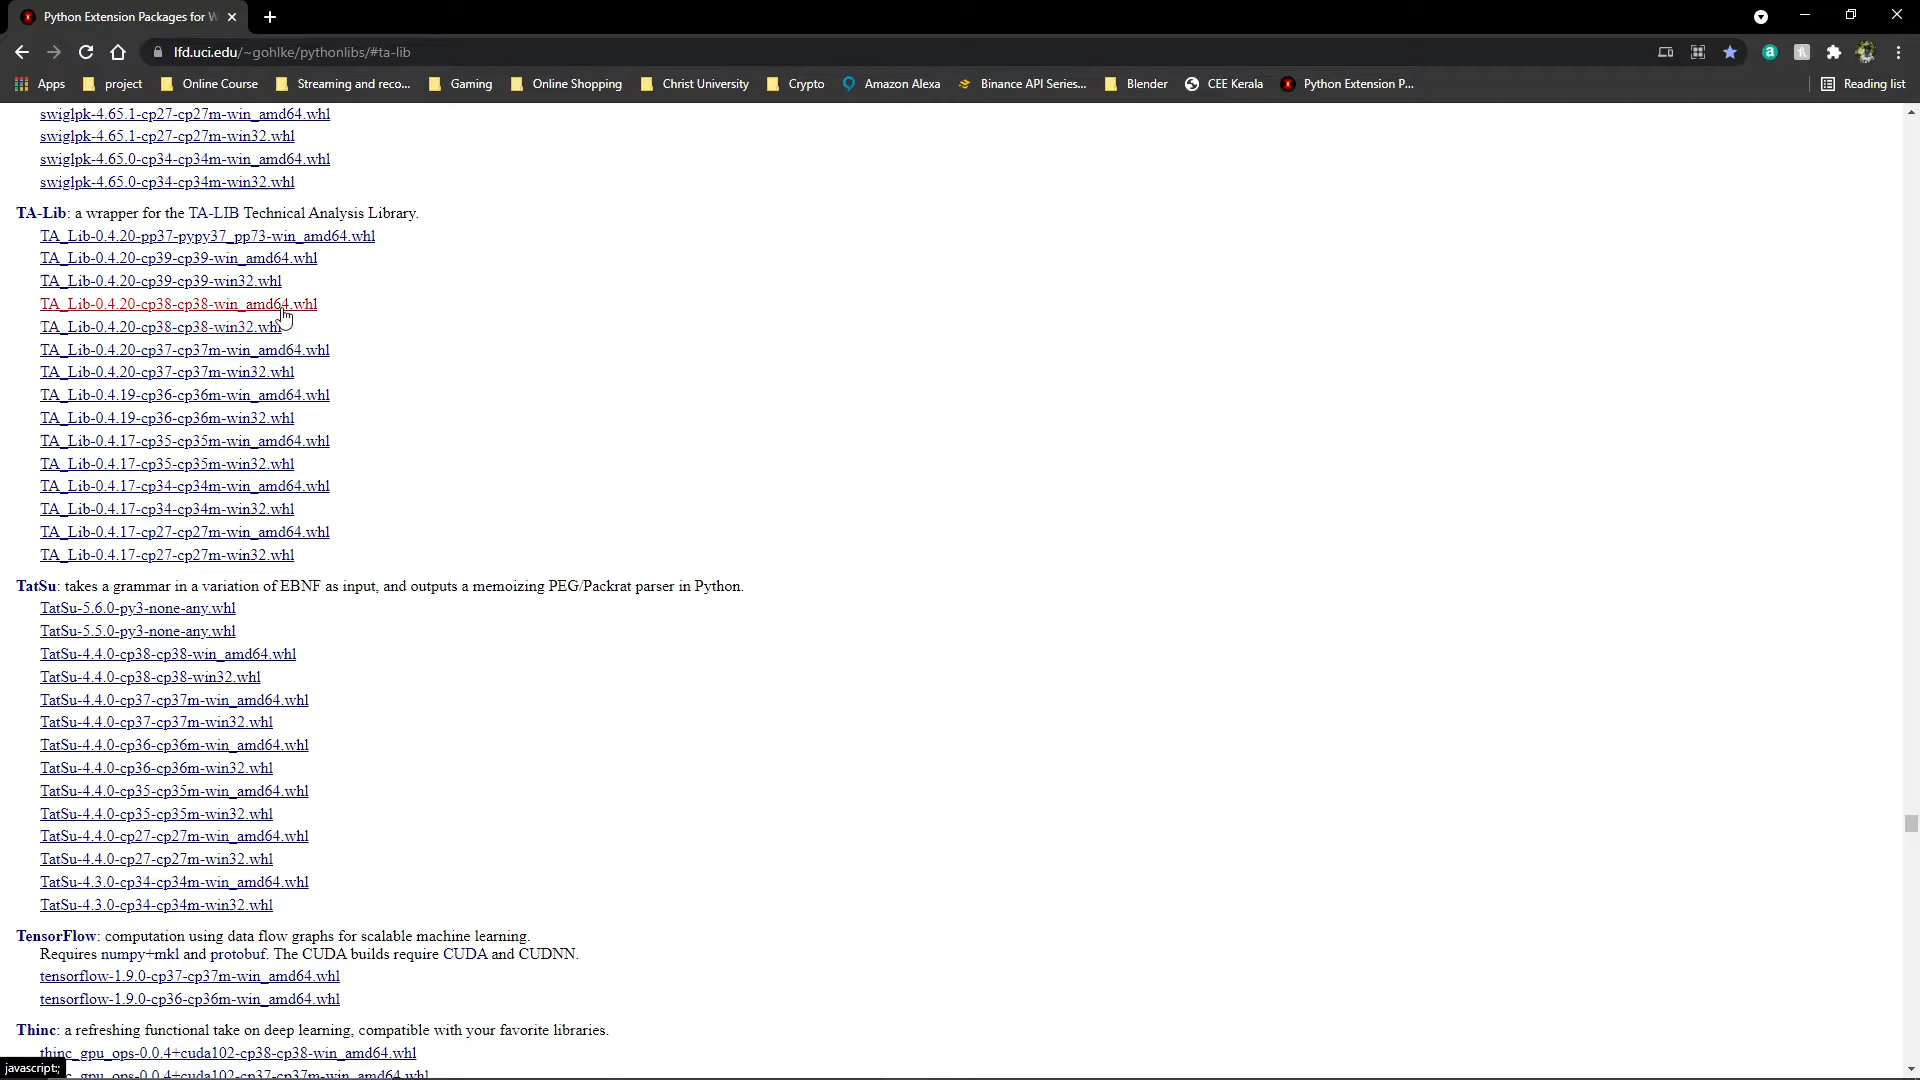 Python Extension Packages for W
lfd.uci.edu/~gohlke/pythonlibs/#ta-lib
Apps project Online Course Streaming and reco... Gaming Online Shopping Christ University Crypto Amazon Alexa Binance API Series... Blender CEE Kerala Python Extension P... Reading list
swiglpk-4.65.1-cp27-cp27m-win_amd64.whl
swiglpk-4.65.1-cp27-cp27m-win32.whl
swiglpk-4.65.0-cp34-cp34m-win_amd64.whl
swiglpk-4.65.0-cp34-cp34m-win32.whl
TA-Lib: a wrapper for the TA-LIB Technical Analysis Library.
TA_Lib-0.4.20-pp37-pypy37_pp73-win_amd64.whl
TA_Lib-0.4.20-cp39-cp39-win_amd64.whl
TA_Lib-0.4.20-cp39-cp39-win32.whl
TA_Lib-0.4.20-cp38-cp38-win_amd64.whl
TA_Lib-0.4.20-cp38-cp38-win32.whl
TA_Lib-0.4.20-cp37-cp37m-win_amd64.whl
TA_Lib-0.4.20-cp37-cp37m-win32.whl
TA_Lib-0.4.19-cp36-cp36m-win_amd64.whl
TA_Lib-0.4.19-cp36-cp36m-win32.whl
TA_Lib-0.4.17-cp35-cp35m-win_amd64.whl
TA_Lib-0.4.17-cp35-cp35m-win32.whl
TA_Lib-0.4.17-cp34-cp34m-win_amd64.whl
TA_Lib-0.4.17-cp34-cp34m-win32.whl
TA_Lib-0.4.17-cp27-cp27m-win_amd64.whl
TA_Lib-0.4.17-cp27-cp27m-win32.whl
TatSu: takes a grammar in a variation of EBNF as input, and outputs a memoizing PEG/Packrat parser in Python.
TatSu-5.6.0-py3-none-any.whl
TatSu-5.5.0-py3-none-any.whl
TatSu-4.4.0-cp38-cp38-win_amd64.whl
TatSu-4.4.0-cp38-cp38-win32.whl
TatSu-4.4.0-cp37-cp37m-win_amd64.whl
TatSu-4.4.0-cp37-cp37m-win32.whl
TatSu-4.4.0-cp36-cp36m-win_amd64.whl
TatSu-4.4.0-cp36-cp36m-win32.whl
TatSu-4.4.0-cp35-cp35m-win_amd64.whl
TatSu-4.4.0-cp35-cp35m-win32.whl
TatSu-4.4.0-cp27-cp27m-win_amd64.whl
TatSu-4.4.0-cp27-cp27m-win32.whl
TatSu-4.3.0-cp34-cp34m-win_amd64.whl
TatSu-4.3.0-cp34-cp34m-win32.whl
TensorFlow: computation using data flow graphs for scalable machine learning.
Requires numpy+mkl and protobuf. The CUDA builds require CUDA and CUDNN.
tensorflow-1.9.0-cp37-cp37m-win_amd64.whl
tensorflow-1.9.0-cp36-cp36m-win_amd64.whl
Thinc: a refreshing functional take on deep learning, compatible with your favorite libraries.
thinc_gpu_ops-0.0.4+cuda102-cp38-cp38-win_amd64.whl
c_gpu_ops-0.0.4+cuda102-cp37-cp37m-win_amd64.whl
javascript:;